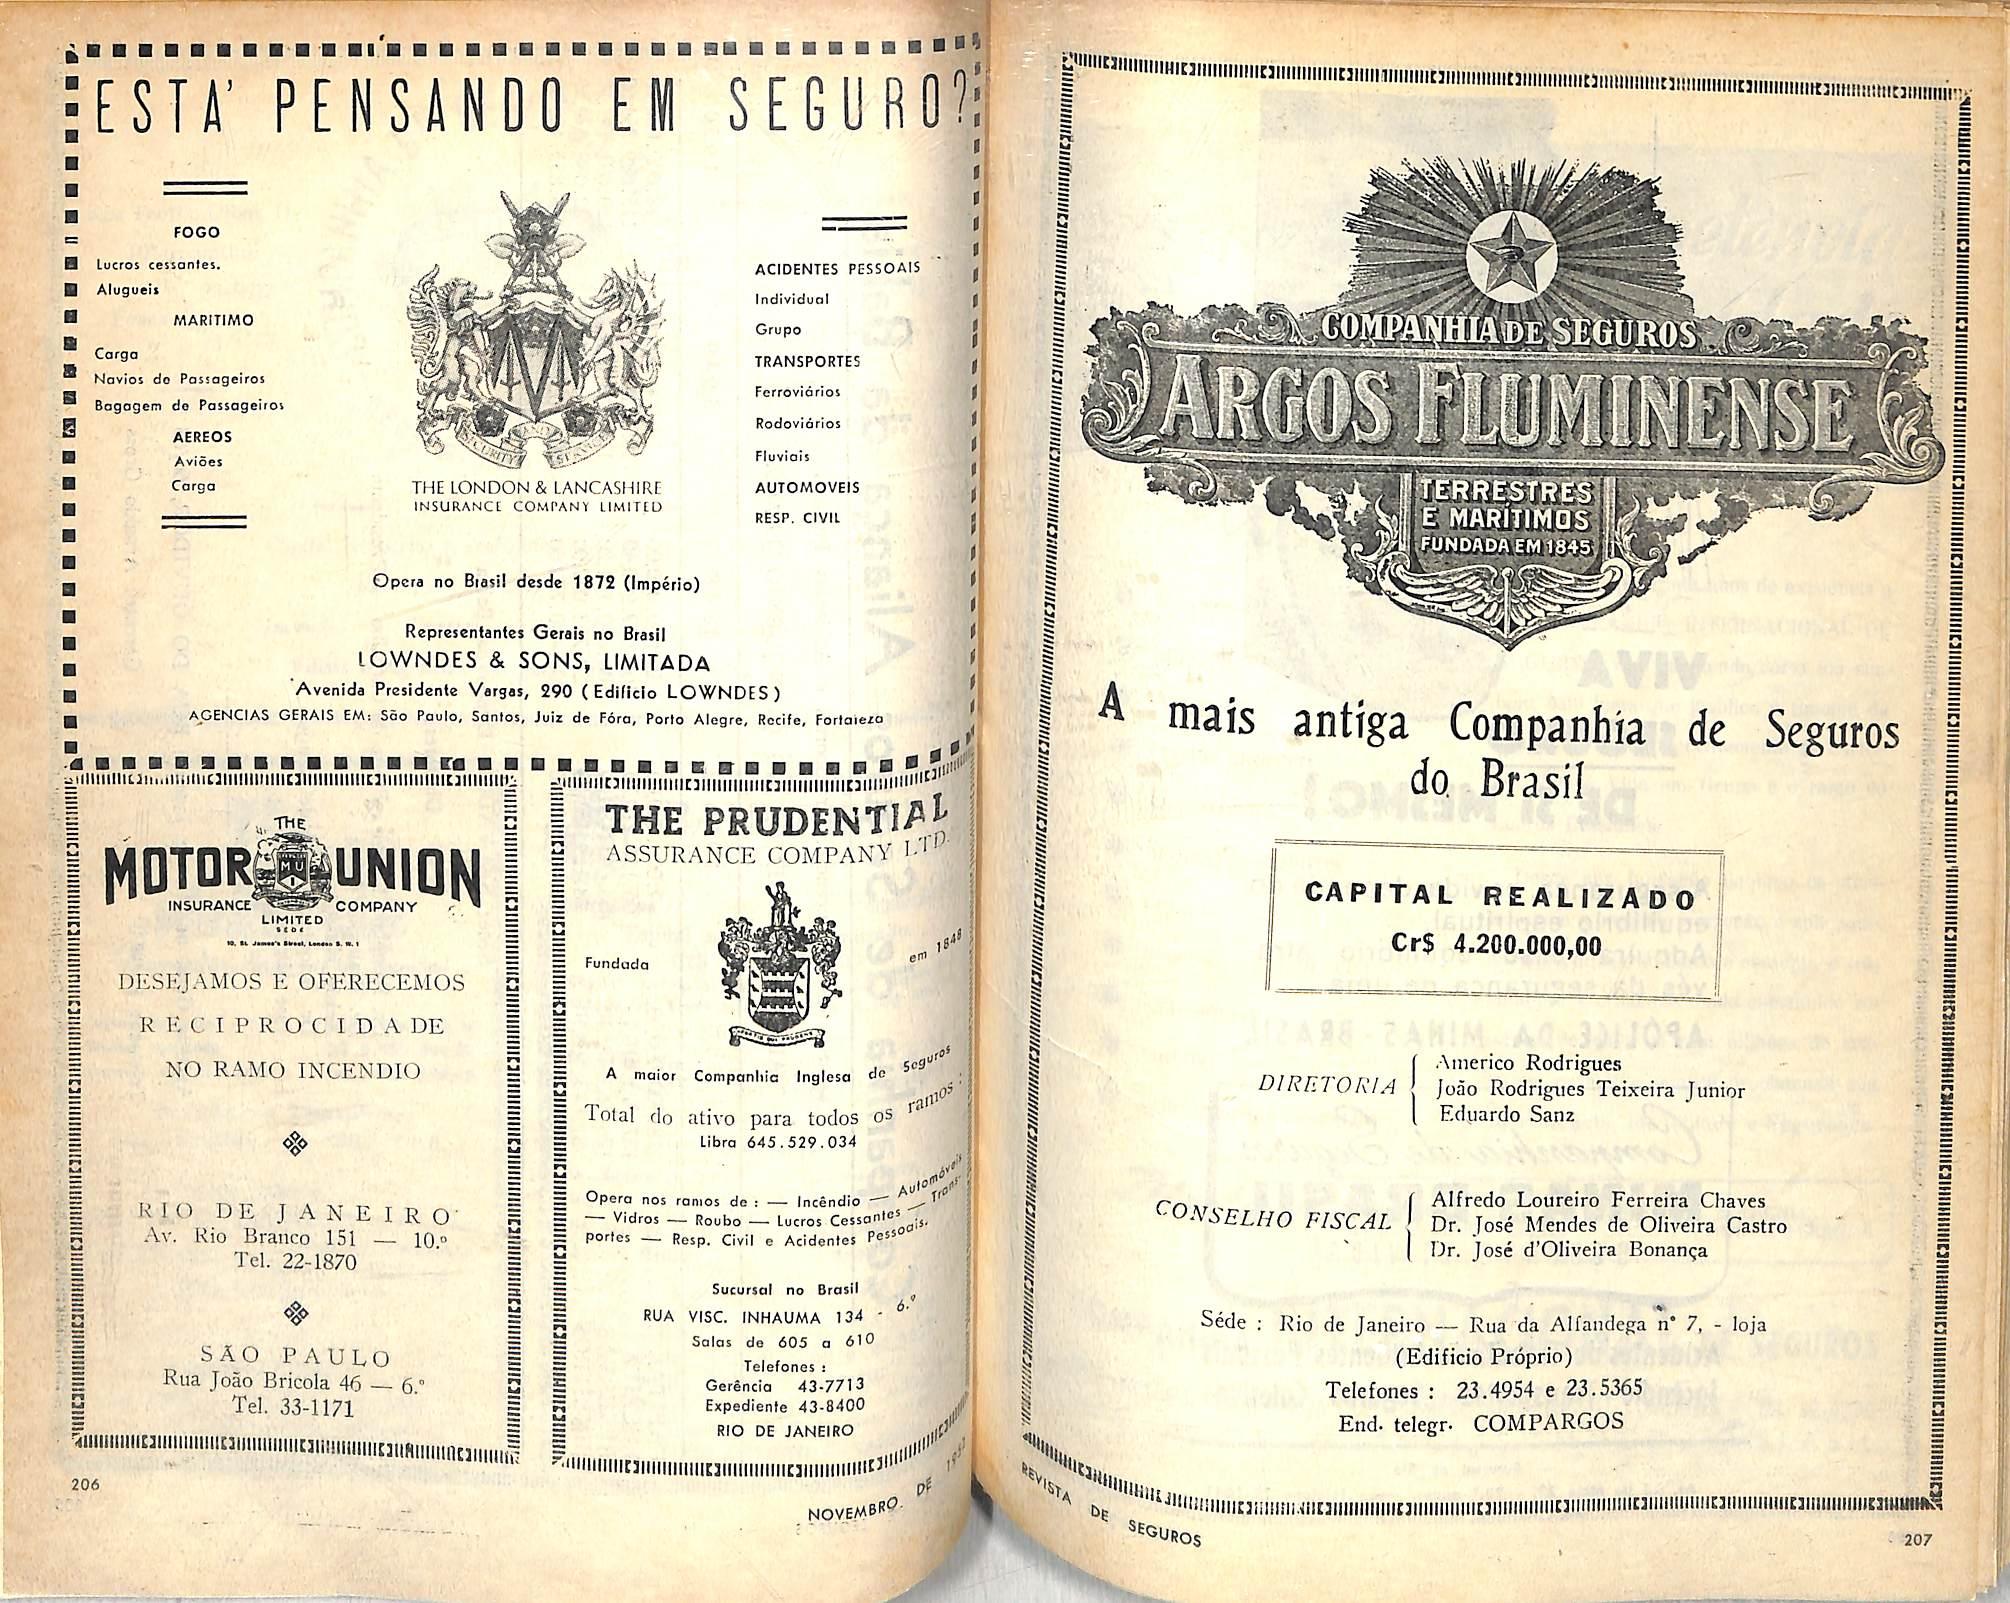 ESTA' PENSANDO EM SEGURO?
FOGO
Lucros cessantes.
Alugueis
MARITIMO
Carga
Navios de Passageiros
Bagagem de Passageiros
AEREOS
Aviões
Carga
SECURITY
SERVICE
THE LONDON & LANCASHIRE
INSURANCE COMPANY LIMITED
ACIDENTES PESSOAIS
Individual
Grupo
TRANSPORTES
Ferroviários
Rodoviários
Fluviais
AUTOMOVEIS
RESP. CIVIL
Opera no Brasil desde 1872 (Império)
Representantes Gerais no Brasil
LOWNDES & SONS, LIMITADA
Avenida Presidente Vargas, 290 (Edificio LOWNDES)
AGENCIAS GERAIS EM: São Paulo, Santos, Juiz de Fóra, Porto Alegre, Recife, Fortaleza
THE
MOTOR MU UNION
INSURANCE COMPANY
LIMITED
SÉDE
10, St. James's Street, London S. W. 1
DESEJAMOS E OFERECEMOS
RECIPROCIDADE
NO RAMO INCENDIO
RIO DE JANEIRO
Av. Rio Branco 151 — 10.º
Tel. 22-1870
SÃO PAULO
Rua João Bricola 46 — 6.º
Tel. 33-1171
THE PRUDENTIAL
ASSURANCE COMPANY LTD.
Fundada em 1848
A maior Companhia Inglesa de Seguros
Total do ativo para todos os ramos:
Libra 645.529.034
Opera nos ramos de: — Incêndio — Automóveis
— Vidros — Roubo — Lucros Cessantes — Trans-
portes — Resp. Civil e Acidentes Pessoais.
Sucursal no Brasil
RUA VISC. INHAUMA 134 - 6.º
Salas de 605 a 610
Telefones:
Gerência 43-7713
Expediente 43-8400
RIO DE JANEIRO
206
NOVEMBRO DE
COMPANHIA DE SEGUROS
ARGOS FLUMINENSE
TERRESTRES
E MARÍTIMOS
FUNDADA EM 1845
A mais antiga Companhia de Seguros
do Brasil
CAPITAL REALIZADO
Cr$ 4.200.000,00
DIRETORIA
Americo Rodrigues
João Rodrigues Teixeira Junior
Eduardo Sanz
CONSELHO FISCAL
Alfredo Loureiro Ferreira Chaves
Dr. José Mendes de Oliveira Castro
Dr. José d'Oliveira Bonança
Séde : Rio de Janeiro — Rua da Alfandega nº 7, - loja
(Edificio Próprio)
Telefones : 23.4954 e 23.5365
End. telegr. COMPARGOS
REVISTA DE SEGUROS
207